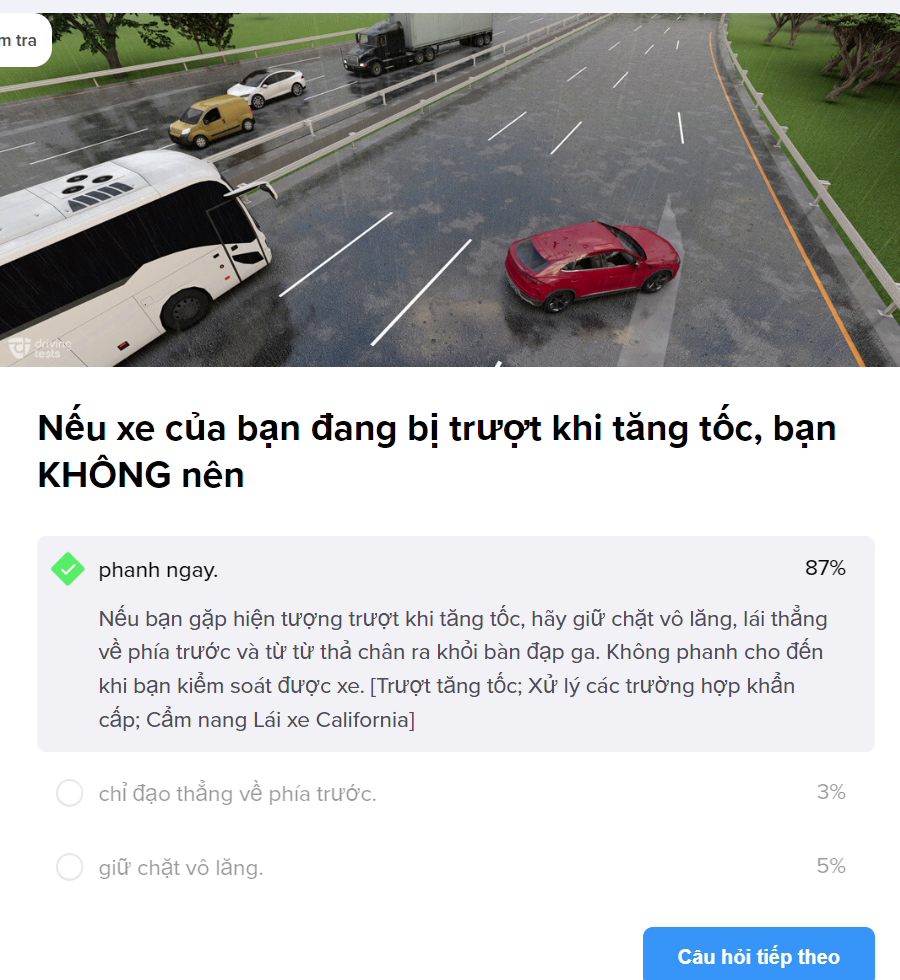 m tra
driving
tests
Nếu xe của bạn đang bị trượt khi tăng tốc, bạn
KHÔNG nên
phanh ngay.
87%
Nếu bạn gặp hiện tượng trượt khi tăng tốc, hãy giữ chặt vô lăng, lái thẳng
về phía trước và từ từ thả chân ra khỏi bàn đạp ga. Không phanh cho đến
khi bạn kiểm soát được xe. [Trượt tăng tốc; Xử lý các trường hợp khẩn
cấp; Cẩm nang Lái xe California]
chỉ đạo thẳng về phía trước.
3%
giữ chặt vô lăng.
5%
Câu hỏi tiếp theo